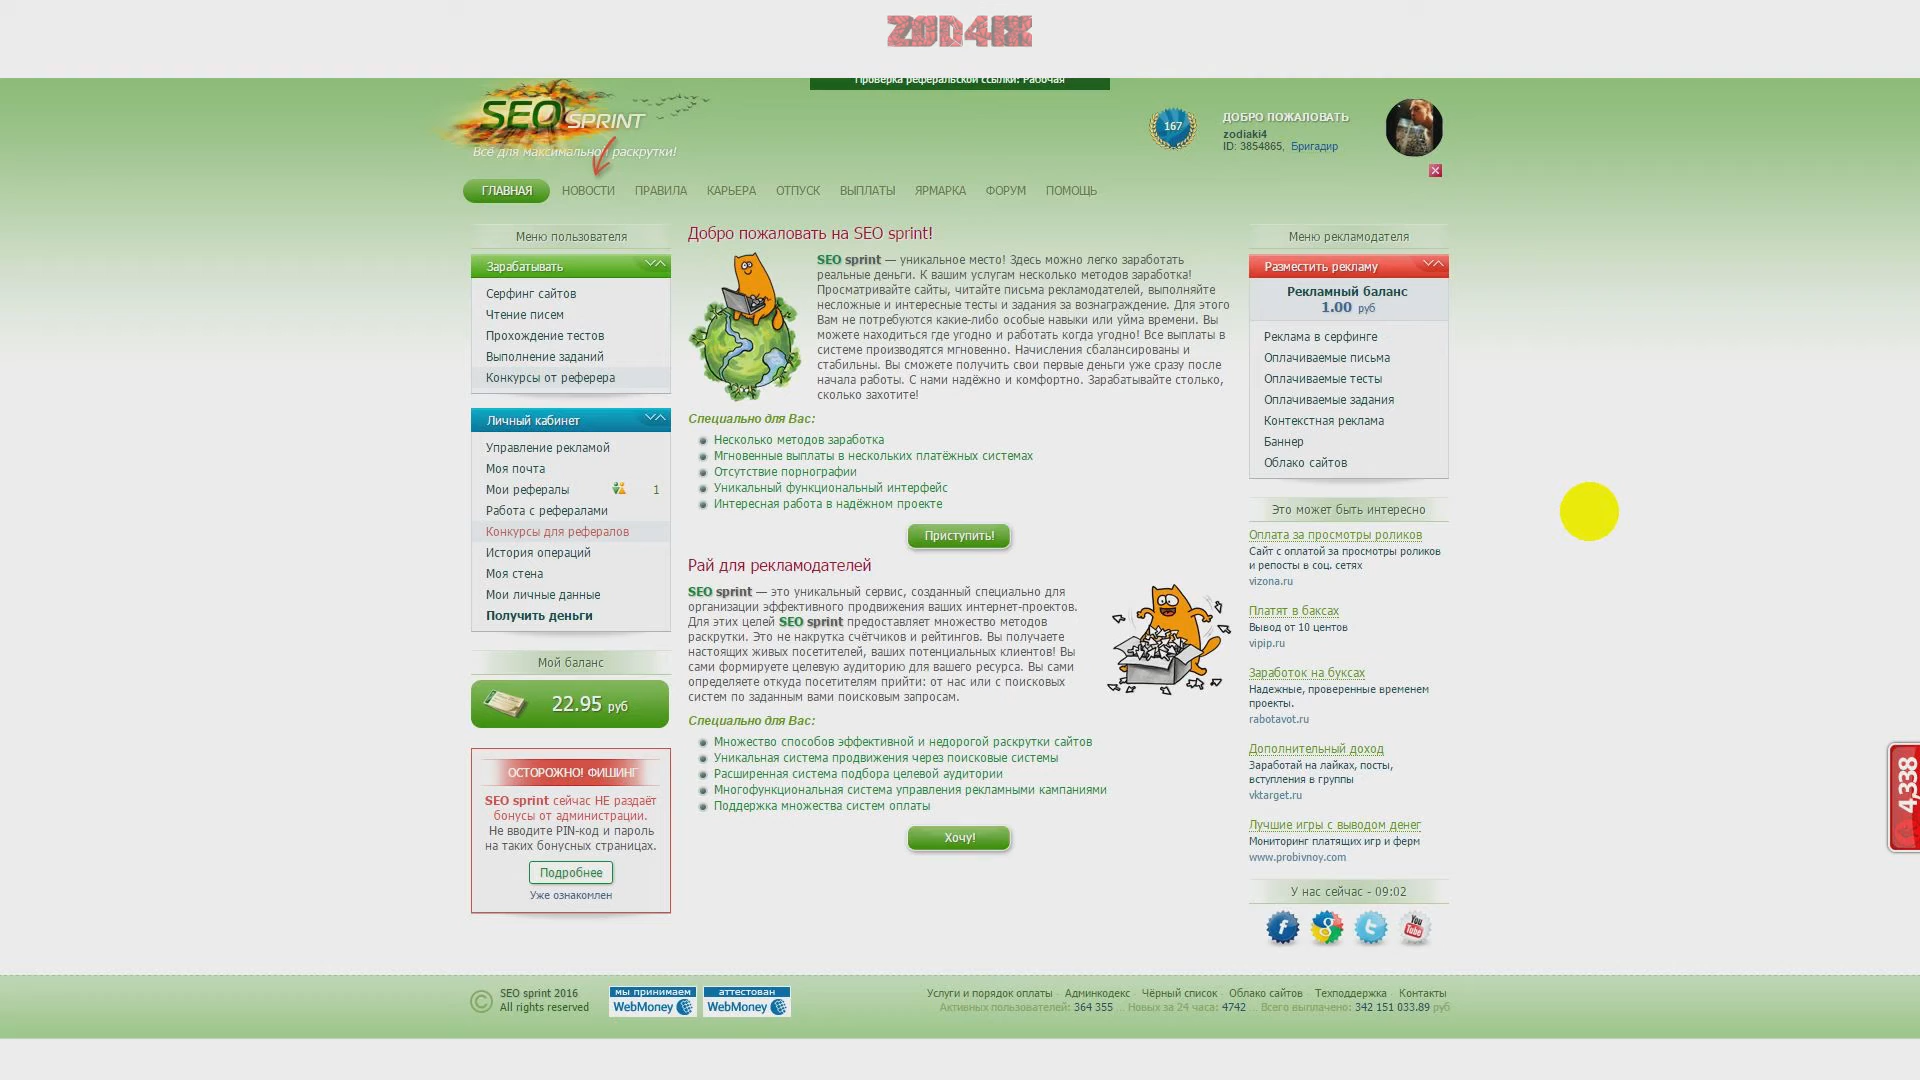 ZOD4IK
Проверка реферальской ссылки: Рабочая
SEO SPRINT
Всё для максимальной раскрутки!
167
ДОБРО ПОЖАЛОВАТЬ
zodiaki4
ID: 3854865, Бригадир
ГЛАВНАЯ НОВОСТИ ПРАВИЛА КАРЬЕРА ОТПУСК ВЫПЛАТЫ ЯРМАРКА ФОРУМ ПОМОЩЬ
Меню пользователя
Зарабатывать
Серфинг сайтов
Чтение писем
Прохождение тестов
Выполнение заданий
Конкурсы от реферера
Личный кабинет
Управление рекламой
Моя почта
Мои рефералы 1
Работа с рефералами
Конкурсы для рефералов
История операций
Моя стена
Мои личные данные
Получить деньги
Мой баланс
22.95 руб
ОСТОРОЖНО! ФИШИНГ
SEO sprint сейчас НЕ раздаёт
бонусы от администрации.
Не вводите PIN-код и пароль
на таких бонусных страницах.
Подробнее
Уже ознакомлен
Добро пожаловать на SEO sprint!
SEO sprint — уникальное место! Здесь можно легко заработать
реальные деньги. К вашим услугам несколько методов заработка!
Просматривайте сайты, читайте письма рекламодателей, выполняйте
несложные и интересные тесты и задания за вознаграждение. Для этого
Вам не потребуются какие-либо особые навыки или уйма времени. Вы
можете находиться где угодно и работать когда угодно! Все выплаты в
системе производятся мгновенно. Начисления сбалансированы и
стабильны. Вы сможете получить свои первые деньги уже сразу после
начала работы. С нами надёжно и комфортно. Зарабатывайте столько,
сколько захотите!
Специально для Вас:
Несколько методов заработка
Мгновенные выплаты в нескольких платёжных системах
Отсутствие порнографии
Уникальный функциональный интерфейс
Интересная работа в надёжном проекте
Приступить!
Рай для рекламодателей
SEO sprint — это уникальный сервис, созданный специально для
организации эффективного продвижения ваших интернет-проектов.
Для этих целей SEO sprint предоставляет множество методов
раскрутки. Это не накрутка счётчиков и рейтингов. Вы получаете
настоящих живых посетителей, ваших потенциальных клиентов! Вы
сами формируете целевую аудиторию для вашего ресурса. Вы сами
определяете откуда посетителям прийти: от нас или с поисковых
систем по заданным вами поисковым запросам.
Специально для Вас:
Множество способов эффективной и недорогой раскрутки сайтов
Уникальная система продвижения через поисковые системы
Расширенная система подбора целевой аудитории
Многофункциональная система управления рекламными кампаниями
Поддержка множества систем оплаты
Хочу!
Меню рекламодателя
Разместить рекламу
Рекламный баланс
1.00 руб
Реклама в серфинге
Оплачиваемые письма
Оплачиваемые тесты
Оплачиваемые задания
Контекстная реклама
Баннер
Облако сайтов
Это может быть интересно
Оплата за просмотры роликов
Сайт с оплатой за просмотры роликов
и репосты в соц. сетях
vizona.ru
Платят в баксах
Вывод от 10 центов
vipip.ru
Заработок на буксах
Надежные, проверенные временем
проекты.
rabotavot.ru
Дополнительный доход
Заработай на лайках, посты,
вступления в группы
vktarget.ru
Лучшие игры с выводом денег
Мониторинг платящих игр и ферм
www.probivnoy.com
У нас сейчас - 09:02
You Tube
4,338
© SEO sprint 2016
All rights reserved
мы принимаем
WebMoney
аттестован
WebMoney
Услуги и порядок оплаты Админкодекс Чёрный список Облако сайтов Техподдержка Контакты
Активных пользователей: 364 355 ... Новых за 24 часа: 4742 ... Всего выплачено: 342 151 033.89 руб